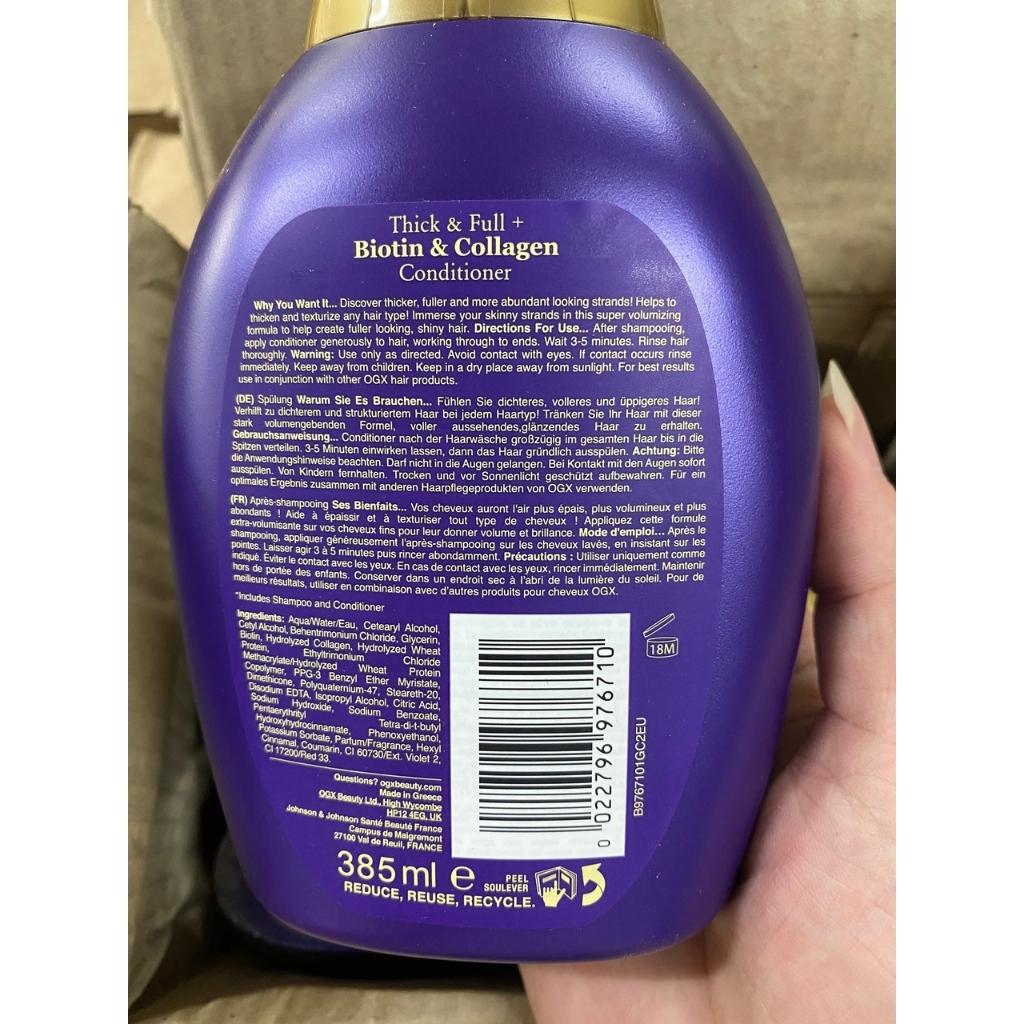 Thick & Full +
Biotin & Collagen
Conditioner
Why You Want It... Discover thicker, fuller and more abundant looking strands! Helps to
thicken and texturize any hair type! Immerse your skinny strands in this super volumizing
formula to help create fuller looking, shiny hair. Directions For Use... After shampooing,
apply conditioner generously to hair, working through to ends. Wait 3-5 minutes. Rinse hair
thoroughly. Warning: Use only as directed. Avoid contact with eyes. If contact occurs rinse
immediately. Keep away from children. Keep in a dry place away from sunlight. For best results
use in conjunction with other OGX hair products.
(DE) Spülung Warum Sie Es Brauchen... Fühlen Sie dichteres, volleres und üppigeres Haar!
Verhilft zu dichterem und strukturiertem Haar bei jedem Haartyp! Tränken Sie Ihr Haar mit dieser
stark volumengebenden Formel, voller aussehendes,glänzendes Haar zu erhalten.
Gebrauchsanweisung... Conditioner nach der Haarwäsche großzügig im gesamten Haar bis in die
Spitzen verteilen. 3-5 Minuten einwirken lassen, dann das Haar gründlich ausspülen. Achtung: Bitte
die Anwendungshinweise beachten. Darf nicht in die Augen gelangen. Bei Kontakt mit den Augen sofort
ausspülen. Von Kindern fernhalten. Trocken und vor Sonnenlicht geschützt aufbewahren. Für ein
optimales Ergebnis zusammen mit anderen Haarpflegeprodukten von OGX verwenden.
(FR) Après-shampooing Ses Bienfaits... Vos cheveux auront l'air plus épais, plus volumineux et plus
abondants ! Aide à épaissir et à texturiser tout type de cheveux ! Appliquez cette formule
extra-volumisante sur vos cheveux fins pour leur donner volume et brillance. Mode d'emploi... Après le
shampooing, appliquer généreusement l'après-shampooing sur les cheveux lavés, en insistant sur les
pointes. Laisser agir 3 à 5 minutes puis rincer abondamment. Précautions : Utiliser uniquement comme
indiqué. Éviter le contact avec les yeux. En cas de contact avec les yeux, rincer immédiatement. Maintenir
hors de portée des enfants. Conserver dans un endroit sec à l'abri de la lumière du soleil. Pour de
meilleurs résultats, utiliser en combinaison avec d'autres produits pour cheveux OGX.
*Includes Shampoo and Conditioner
Ingredients: Aqua/Water/Eau, Cetearyl Alcohol,
Cetyl Alcohol, Behentrimonium Chloride, Glycerin,
Biotin, Hydrolyzed Collagen, Hydrolyzed Wheat
Protein, Ethyltrimonium Chloride
Methacrylate/Hydrolyzed Wheat Protein
Copolymer, PPG-3 Benzyl Ether Myristate,
Dimethicone, Polyquaternium-47, Steareth-20,
Disodium EDTA, Isopropyl Alcohol, Citric Acid,
Sodium Hydroxide, Sodium Benzoate,
Pentaerythrityl Tetra-di-t-butyl
Hydroxyhydrocinnamate, Phenoxyethanol,
Potassium Sorbate, Parfum/Fragrance, Hexyl
Cinnamal, Coumarin, CI 60730/Ext. Violet 2,
CI 17200/Red 33.
Questions? ogxbeauty.com
Made in Greece
OGX Beauty Ltd., High Wycombe
HP12 4EG, UK
Johnson & Johnson Santé Beauté France
Campus de Maigremont
27100 Val de Reuil, FRANCE
18M
0 022796 976710
B9767101GC2EU
385ml e
PEEL
SOULEVER
REDUCE, REUSE, RECYCLE.